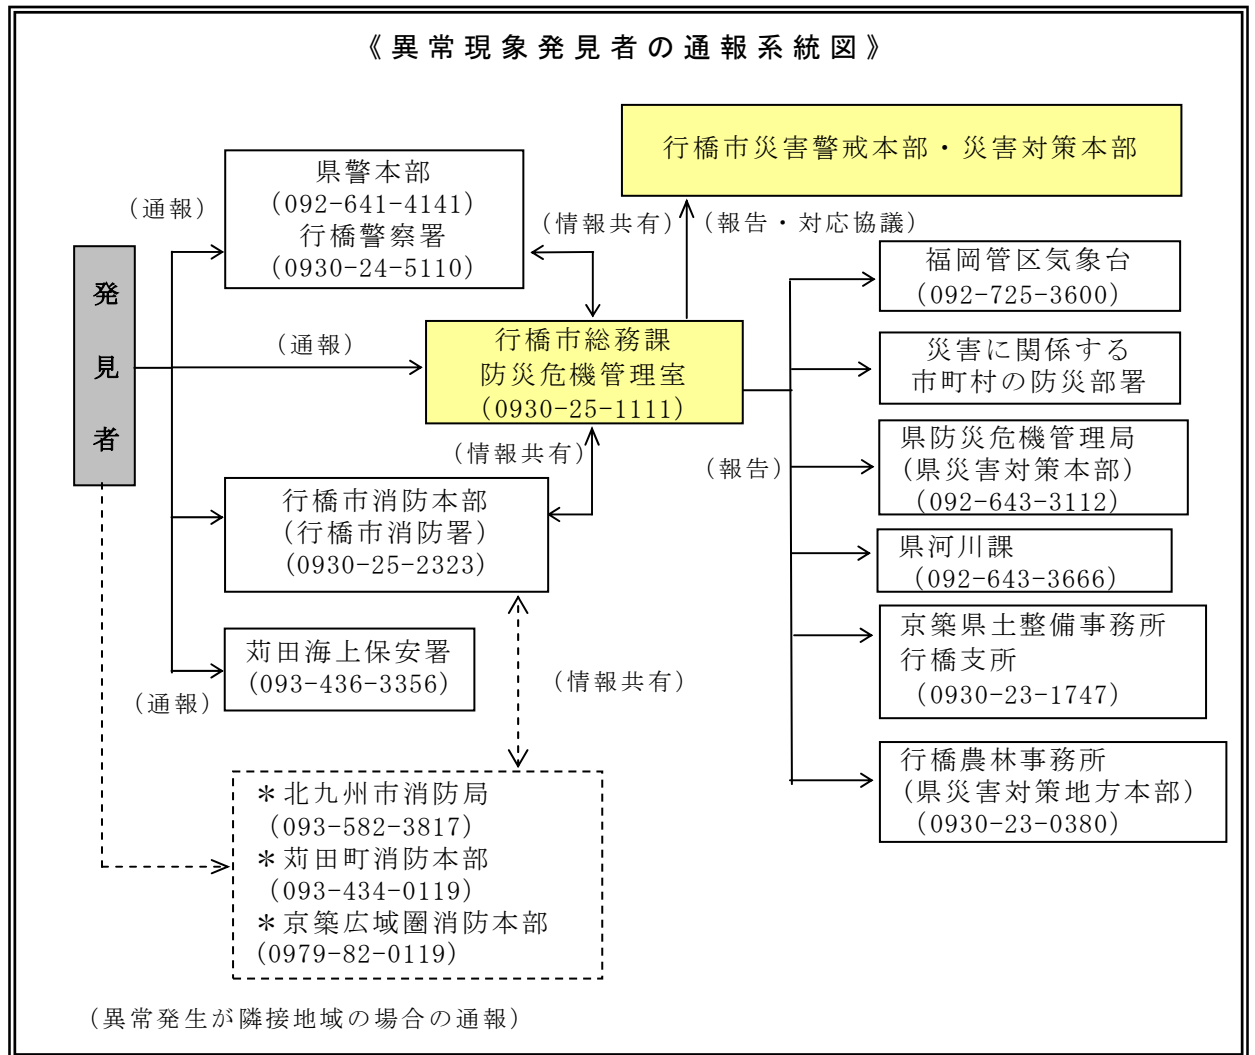 《異常現象発見者の通報系統図》
行橋市災害警戒本部・災害対策本部
県警本部
(092-641-4141)
行橋警察署
(0930-24-5110)
（通報）
（情報共有）
（報告・対応協議）
発見者
（通報）
行橋市総務課
防災危機管理室
(0930-25-1111)
（情報共有）
（報告）
行橋市消防本部
(行橋市消防署)
(0930-25-2323)
苅田海上保安署
(093-436-3356)
（通報）
（情報共有）
＊北九州市消防局
(093-582-3817)
＊苅田町消防本部
(093-434-0119)
＊京築広域圏消防本部
(0979-82-0119)
（異常発生が隣接地域の場合の通報）
福岡管区気象台
(092-725-3600)
災害に関係する
市町村の防災部署
県防災危機管理局
(県災害対策本部)
(092-643-3112)
県河川課
(092-643-3666)
京築県土整備事務所
行橋支所
(0930-23-1747)
行橋農林事務所
(県災害対策地方本部)
(0930-23-0380)